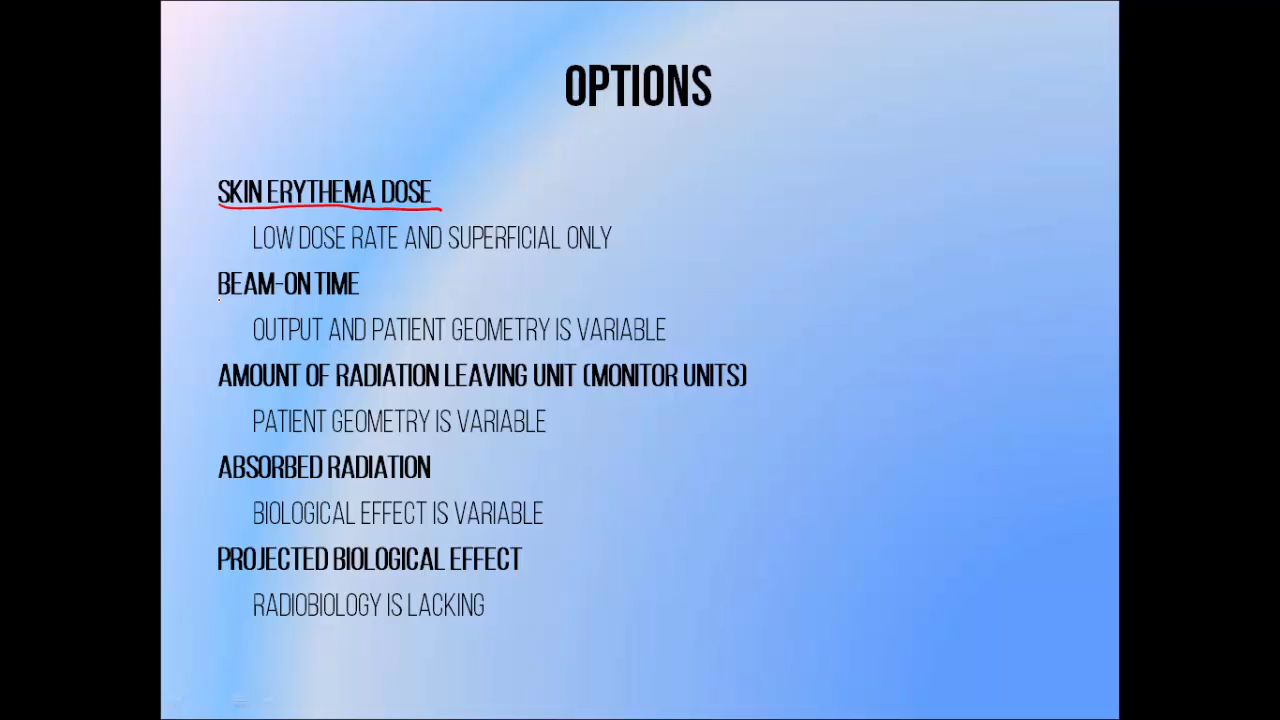 OPTIONS
SKIN ERYTHEMA DOSE
LOW DOSE RATE AND SUPERFICIAL ONLY
BEAM-ON TIME
OUTPUT AND PATIENT GEOMETRY IS VARIABLE
AMOUNT OF RADIATION LEAVING UNIT (MONITOR UNITS)
PATIENT GEOMETRY IS VARIABLE
ABSORBED RADIATION
BIOLOGICAL EFFECT IS VARIABLE
PROJECTED BIOLOGICAL EFFECT
RADIOBIOLOGY IS LACKING